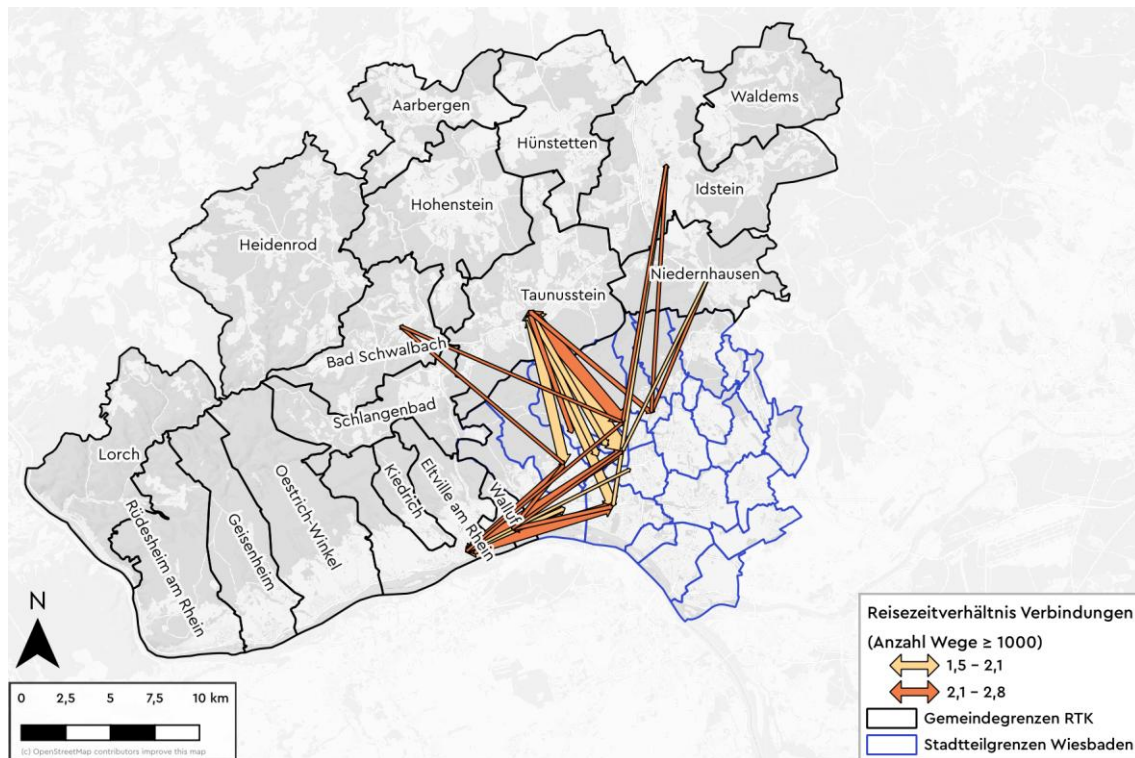 Aarbergen
Waldems
Hünstetten
Idstein
Hohenstein
Heidenrod
Niedernhausen
Taunusstein
Bad Schwalbach
Schlangenbad
Lorch
Oestrich-Winkel
Kiedrich
Eltville am Rhein
Walluf
Rüdesheim am Rhein
Geisenheim
N
0 2,5 5 7,5 10 km
(c) OpenStreetMap contributors improve this map
Reisezeitverhältnis Verbindungen
(Anzahl Wege ≥ 1000)
1,5 – 2,1
2,1 – 2,8
Gemeindegrenzen RTK
Stadtteilgrenzen Wiesbaden